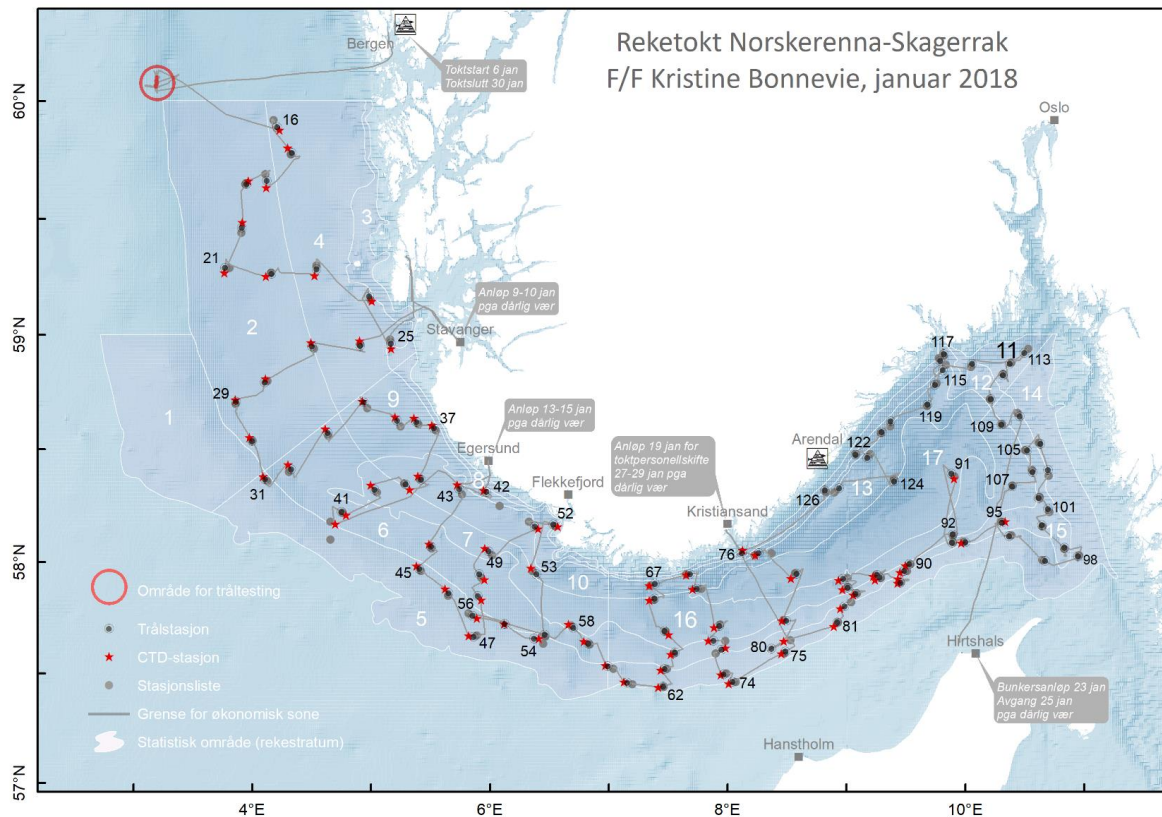 Reketokt Norskerenna-Skagerrak
F/F Kristine Bonnevie, januar 2018
Bergen
Toktstart 6 jan
Toktslutt 30 jan
Oslo
60°N
59°N
58°N
57°N
16
3
4
21
2
Anløp 9-10 jan
pga dårlig vær
Stavanger
25
29
9
1
37
Anløp 13-15 jan
pga dårlig vær
Egersund
31
41
8
42
43
Flekkefjord
52
6
7
49
45
53
10
5
56
47
54
58
62
67
16
74
75
80
81
76
Kristiansand
Anløp 19 jan for
toktpersonellskifte
27-29 jan pga
dårlig vær
Arendal
117
11
113
115
12
14
119
109
122
105
17
91
107
13
124
126
101
92
95
15
98
90
Hirtshals
Bunkersanløp 23 jan
Avgang 25 jan
pga dårlig vær
Hanstholm
Område for tråltesting
Trålstasjon
CTD-stasjon
Stasjonsliste
Grense for økonomisk sone
Statistisk område (rekestratum)
4°E
6°E
8°E
10°E